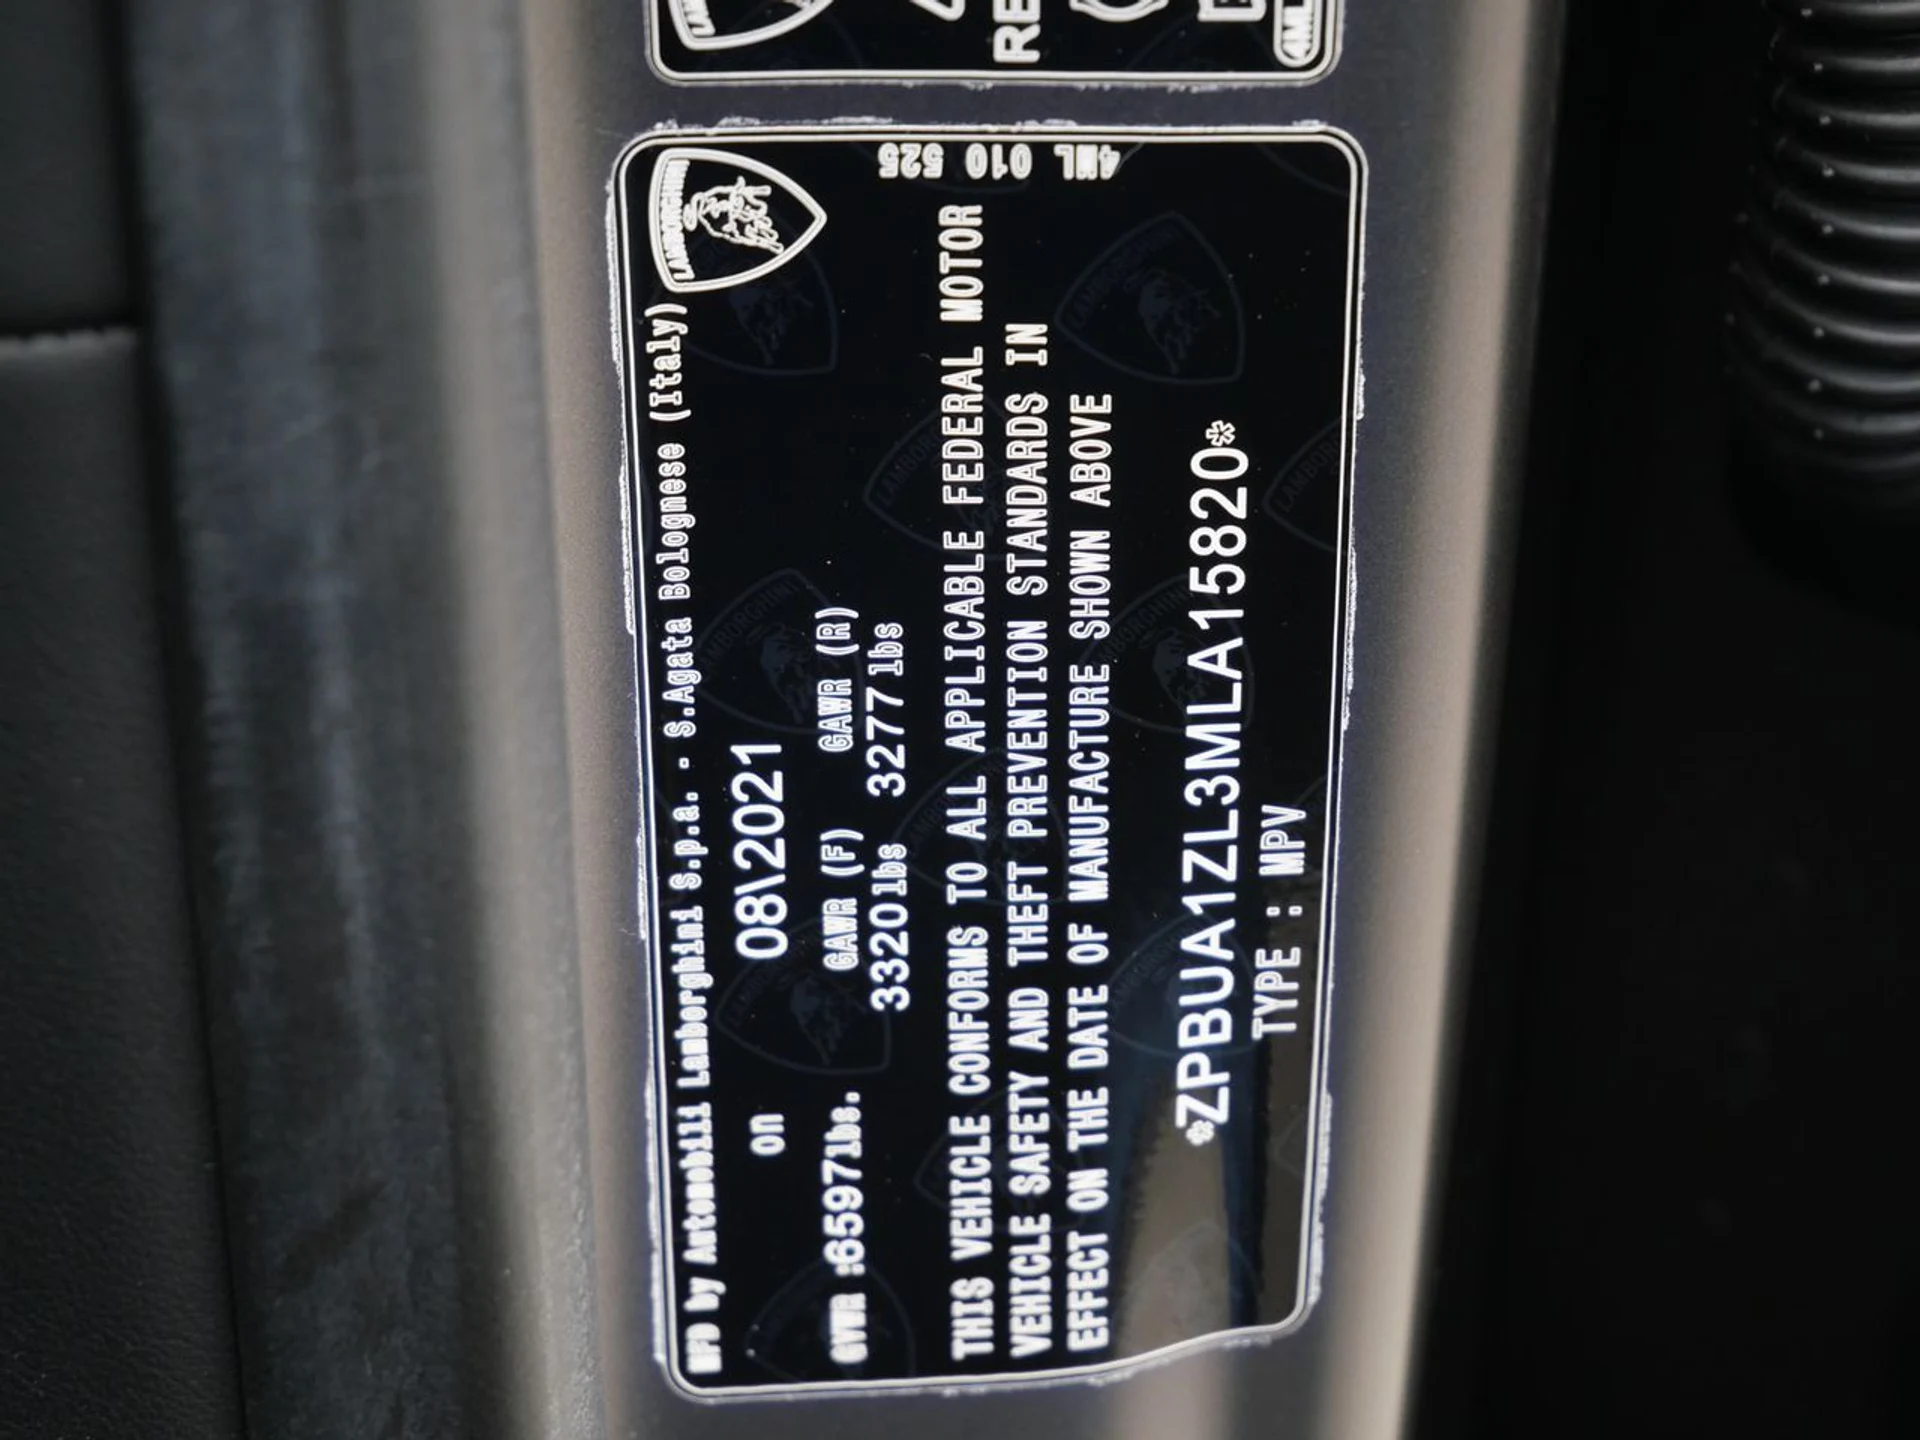 LAMBORGHINI
MFD by Automobili Lamborghini S.p.a. - S.Agata Bolognese (Italy)
on 08\2021
GVWR :6597lbs. GAWR (F) GAWR (R)
3320lbs 3277lbs
THIS VEHICLE CONFORMS TO ALL APPLICABLE FEDERAL MOTOR
VEHICLE SAFETY AND THEFT PREVENTION STANDARDS IN
EFFECT ON THE DATE OF MANUFACTURE SHOWN ABOVE
*ZPBUA1ZL3MLA15820*
TYPE : MPV
4ML 010 525